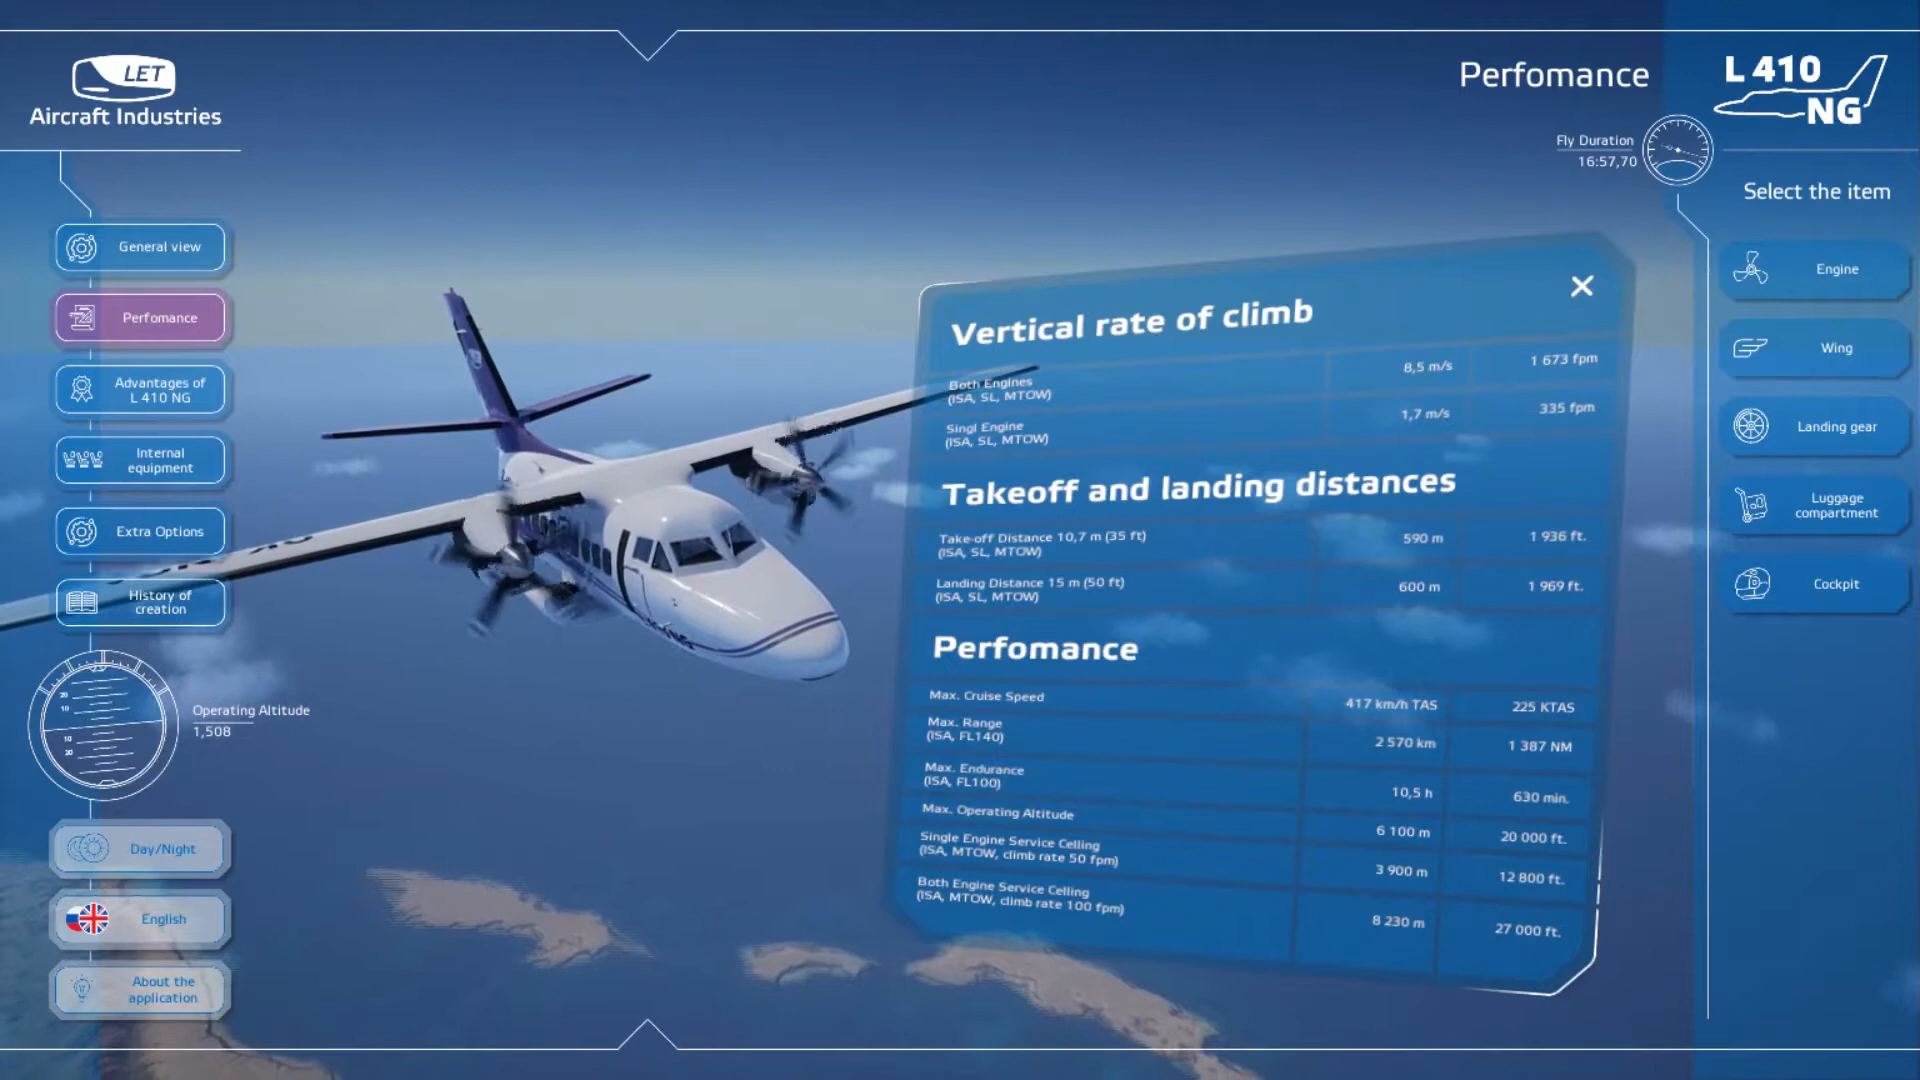 LET
Aircraft Industries
Perfomance
L 410
NG
Fly Duration
16:57,70
Select the item
General view
Perfomance
Advantages of
L 410 NG
Internal
equipment
Extra Options
History of
creation
Operating Altitude
1,508
Day/Night
English
About the
application
Vertical rate of climb
Both Engines
(ISA, SL, MTOW)
8,5 m/s
1 673 fpm
Singl Engine
(ISA, SL, MTOW)
1,7 m/s
335 fpm
Takeoff and landing distances
Take-off Distance 10,7 m (35 ft)
(ISA, SL, MTOW)
590 m
1 936 ft.
Landing Distance 15 m (50 ft)
(ISA, SL, MTOW)
600 m
1 969 ft.
Perfomance
Max. Cruise Speed
417 km/h TAS
225 KTAS
Max. Range
(ISA, FL140)
2 570 km
1 387 NM
Max. Endurance
(ISA, FL100)
10,5 h
630 min.
Max. Operating Altitude
6 100 m
20 000 ft.
Single Engine Service Celling
(ISA, MTOW, climb rate 50 fpm)
3 900 m
12 800 ft.
Both Engine Service Celling
(ISA, MTOW, climb rate 100 fpm)
8 230 m
27 000 ft.
Engine
Wing
Landing gear
Luggage
compartment
Cockpit
20
10
10
20